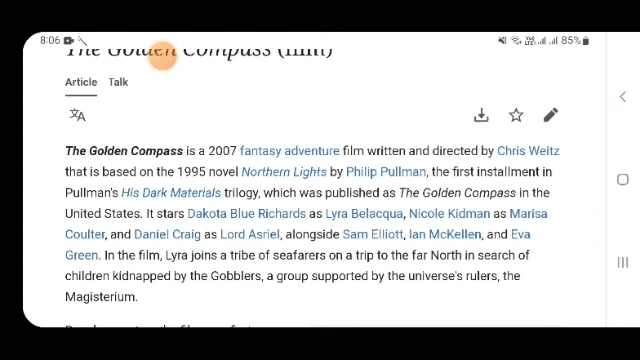 8:06 85%
The Golden Compass (film)
Article Talk
The Golden Compass is a 2007 fantasy adventure film written and directed by Chris Weitz
that is based on the 1995 novel Northern Lights by Philip Pullman, the first installment in
Pullman's His Dark Materials trilogy, which was published as The Golden Compass in the
United States. It stars Dakota Blue Richards as Lyra Belacqua, Nicole Kidman as Marisa
Coulter, and Daniel Craig as Lord Asriel, alongside Sam Elliott, Ian McKellen, and Eva
Green. In the film, Lyra joins a tribe of seafarers on a trip to the far North in search of
children kidnapped by the Gobblers, a group supported by the universe's rulers, the
Magisterium.